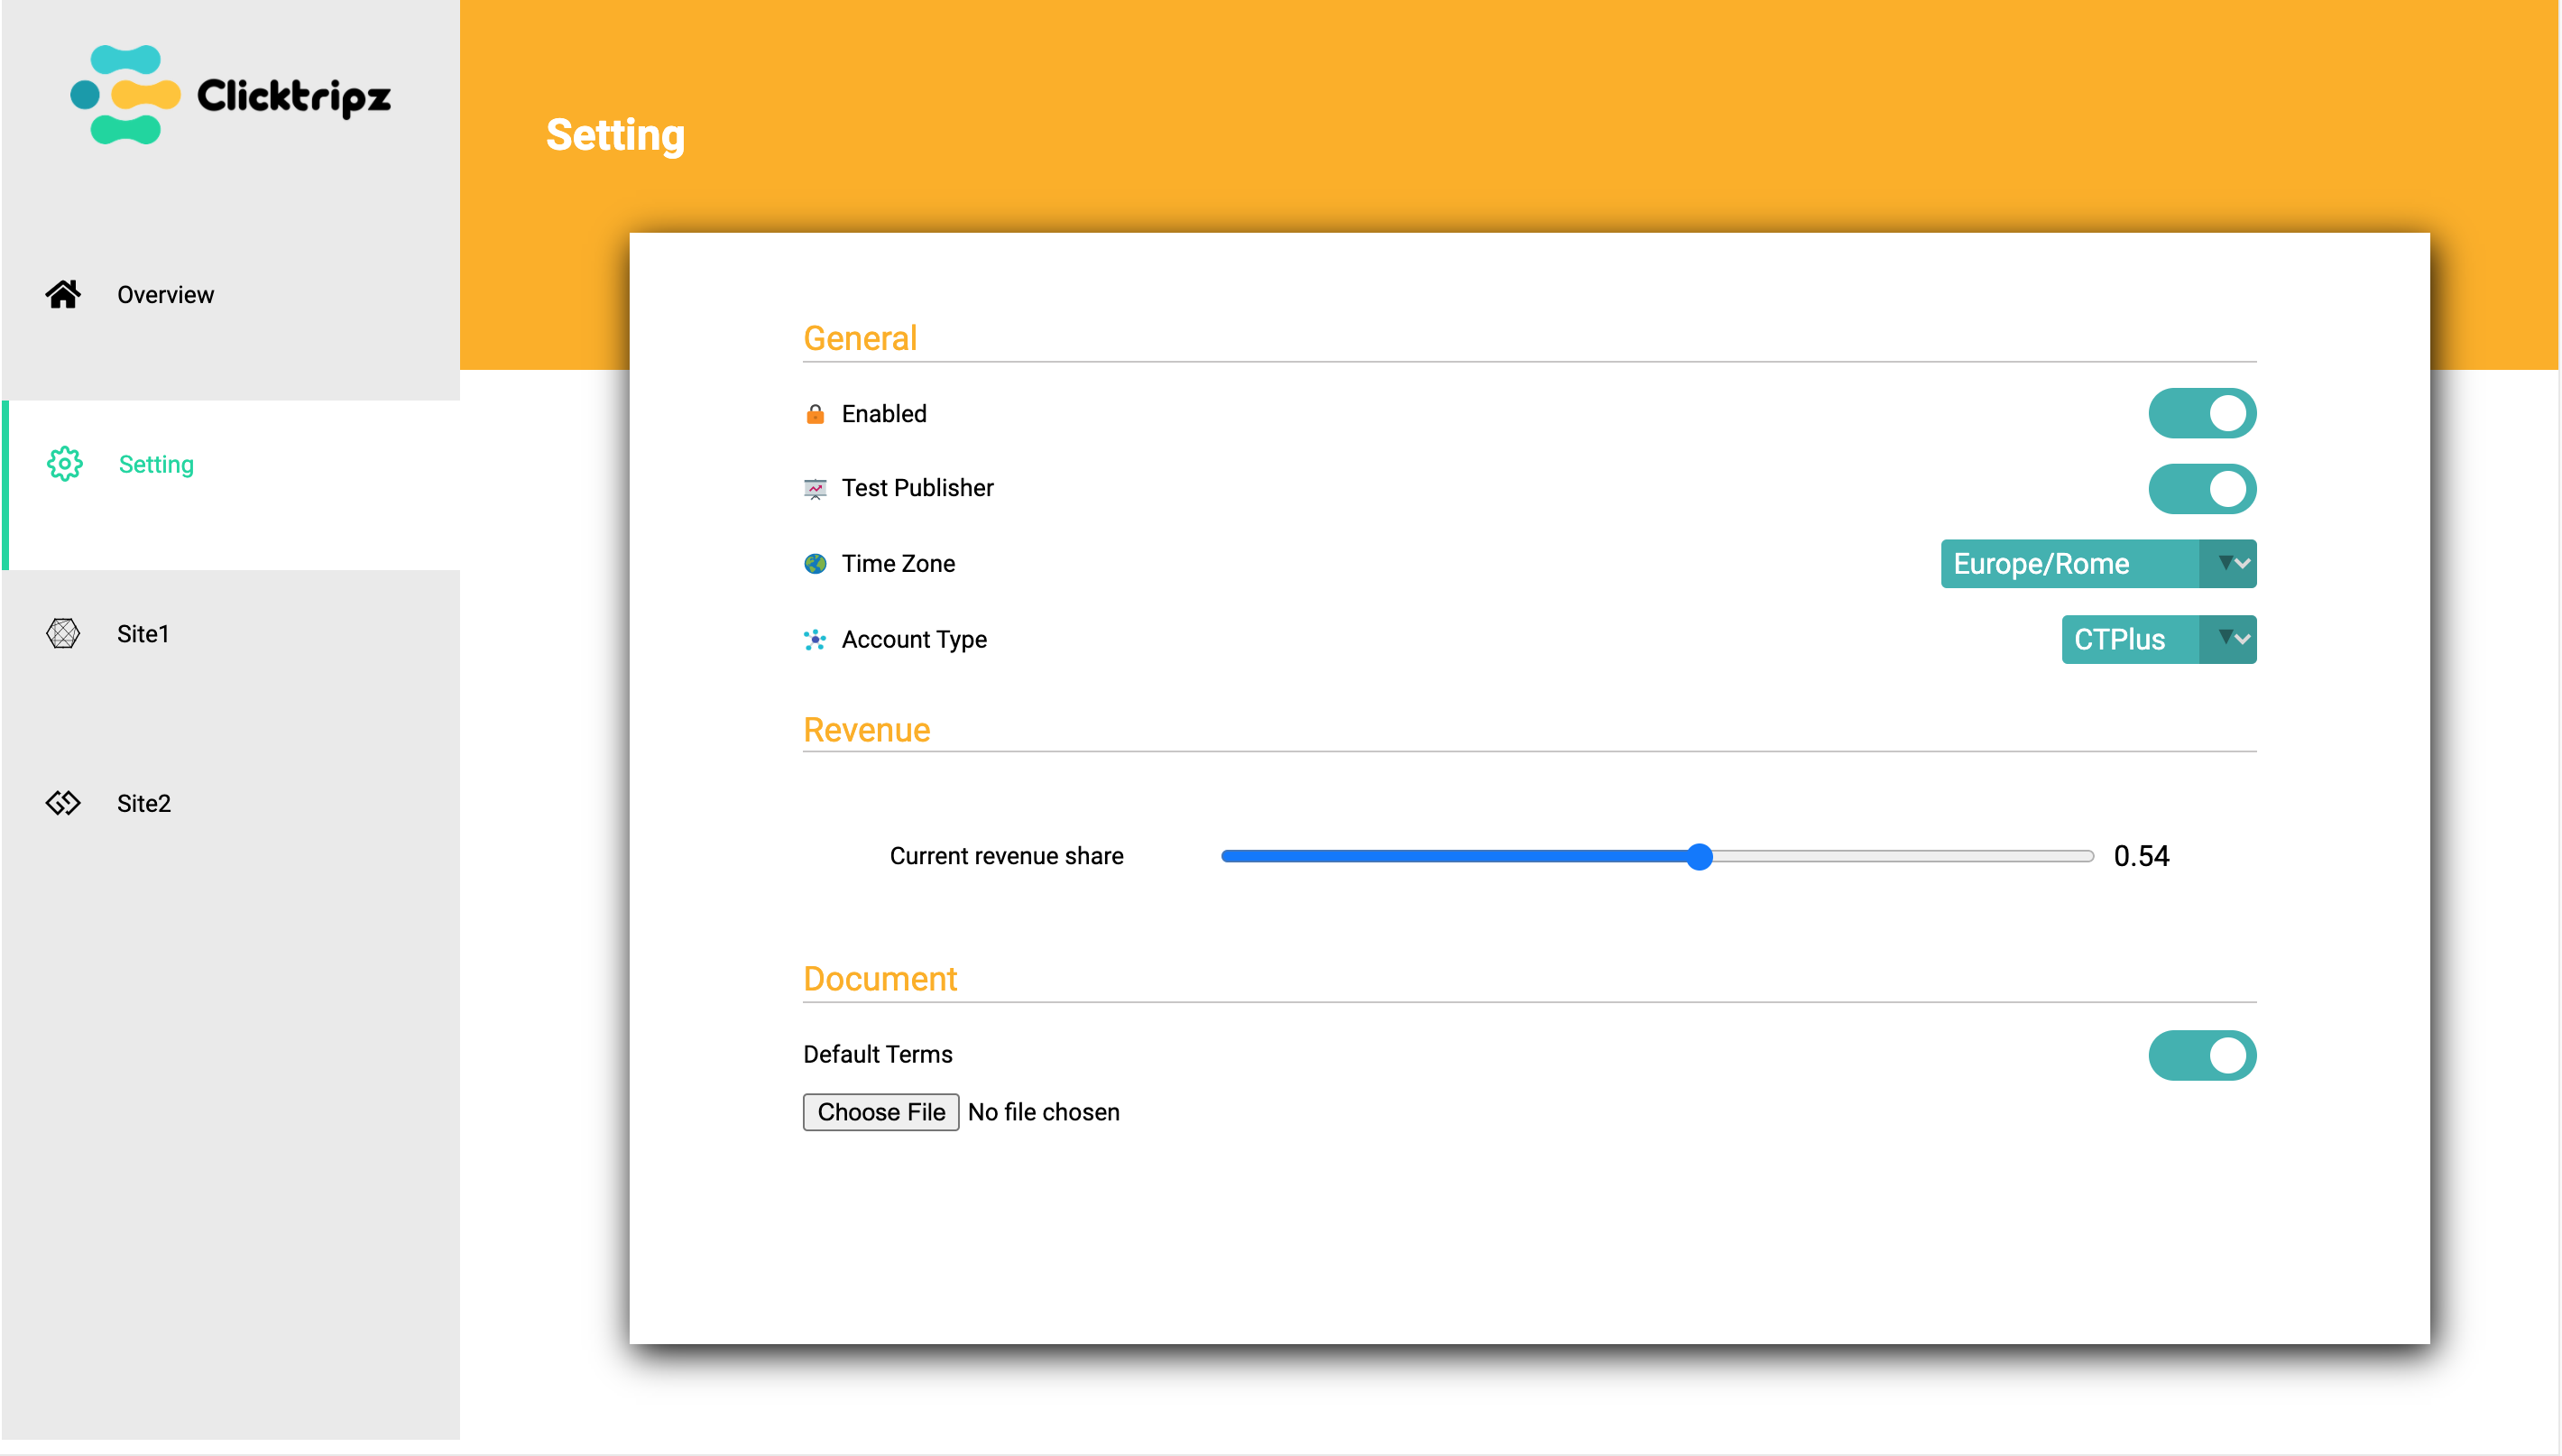 Clicktripz
Overview
Setting
Site1
Site2
Setting
General
Enabled
Test Publisher
Time Zone
Europe/Rome
Account Type
CTPlus
Revenue
Current revenue share
0.54
Document
Default Terms
Choose File No file chosen